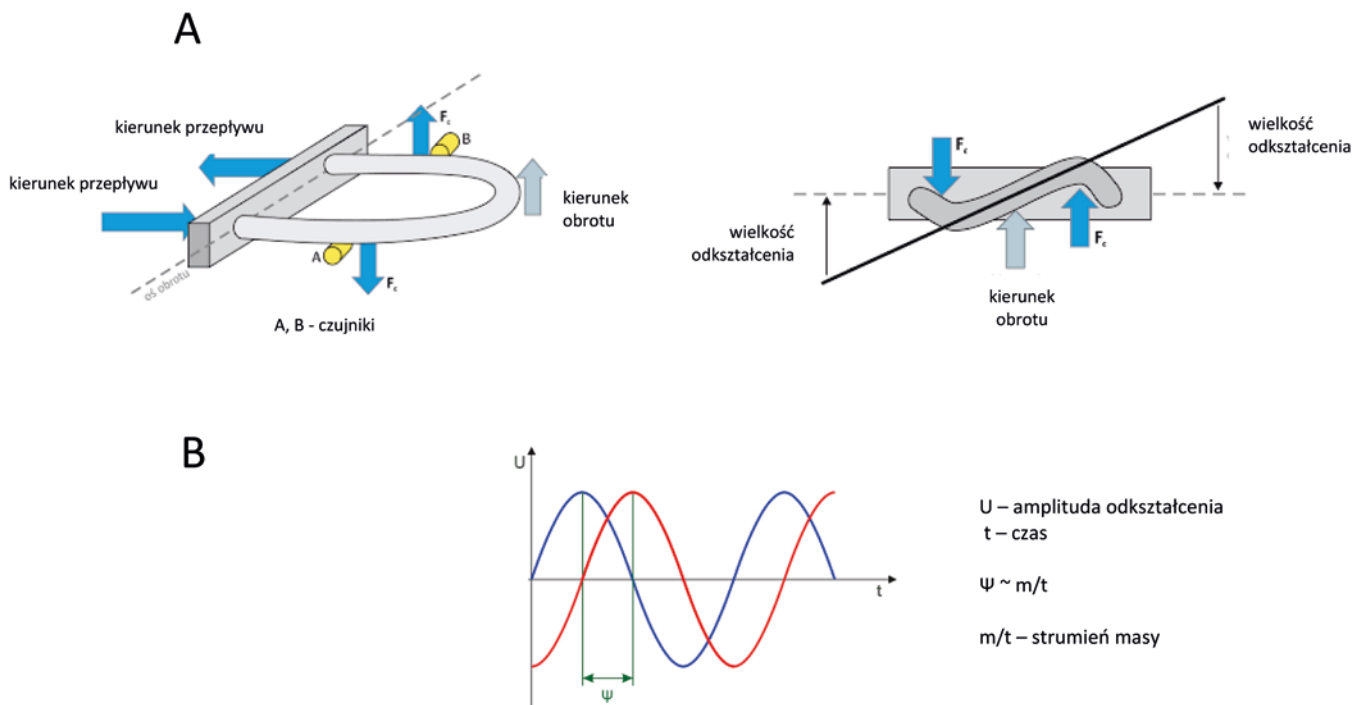 A
kierunek przepływu
kierunek przepływu
Fc
B
kierunek
obrotu
A
Fc
oś obrotu
A, B - czujniki
Fc
wielkość
odkształcenia
wielkość
odkształcenia
Fc
kierunek
obrotu
B
U
t
Ψ
U – amplituda odkształcenia
t – czas
Ψ ~ m/t
m/t – strumień masy